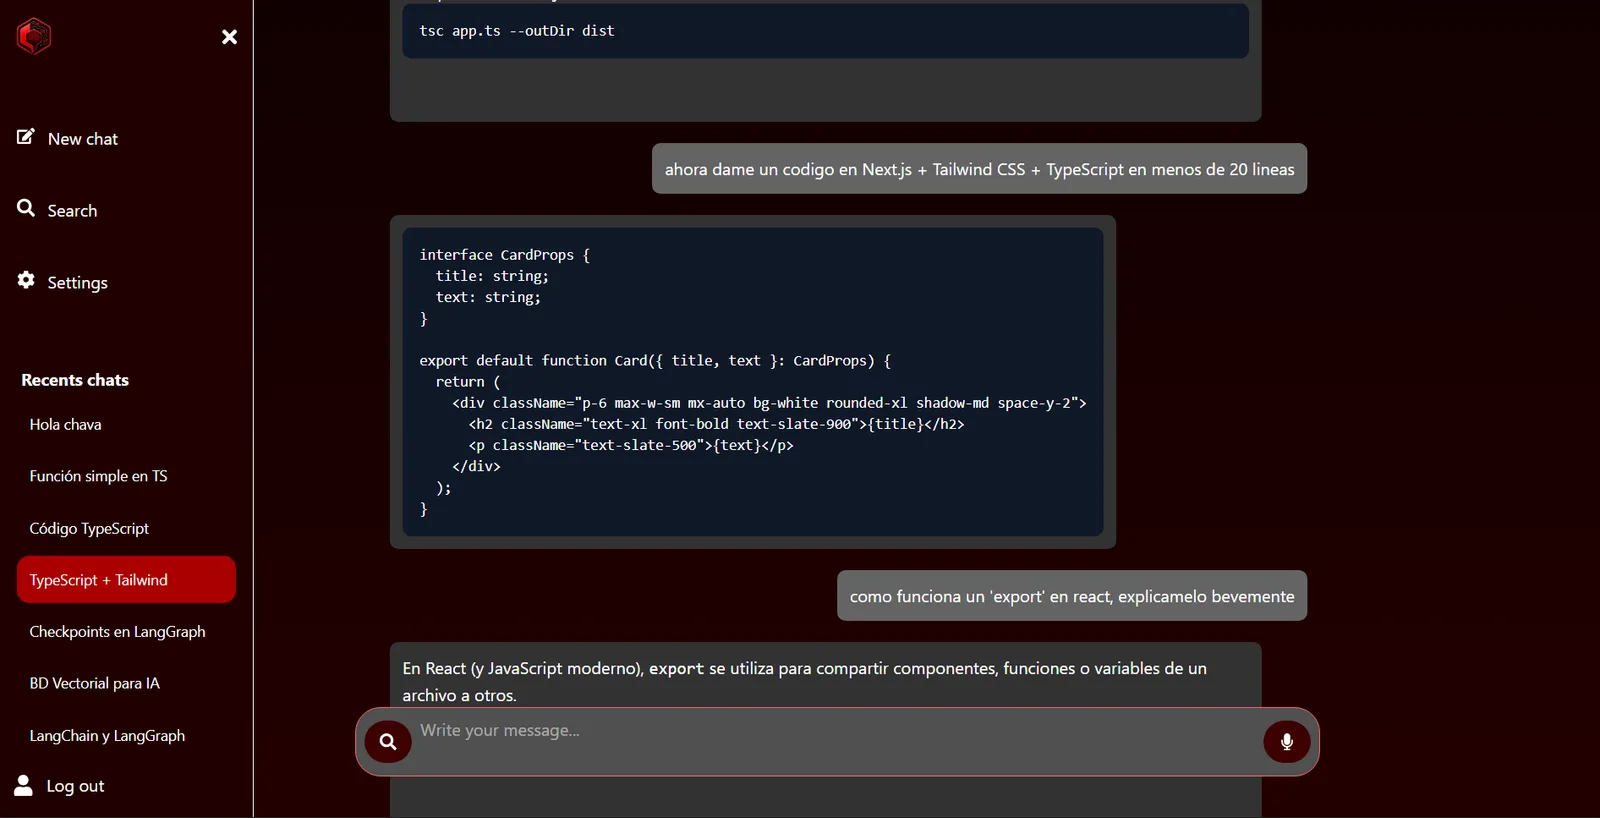 New chat
Search
Settings
Recents chats
Hola chava
Función simple en TS
Código TypeScript
TypeScript + Tailwind
Checkpoints en LangGraph
BD Vectorial para IA
LangChain y LangGraph
Log out
tsc app.ts --outDir dist
ahora dame un codigo en Next.js + Tailwind CSS + TypeScript en menos de 20 lineas
interface CardProps {
  title: string;
  text: string;
}

export default function Card({ title, text }: CardProps) {
  return (
    <div className="p-6 max-w-sm mx-auto bg-white rounded-xl shadow-md space-y-2">
      <h2 className="text-xl font-bold text-slate-900">{title}</h2>
      <p className="text-slate-500">{text}</p>
    </div>
  );
}
como funciona un 'export' en react, explicamelo bevemente
En React (y JavaScript moderno), export se utiliza para compartir componentes, funciones o variables de un
archivo a otros.
Write your message...